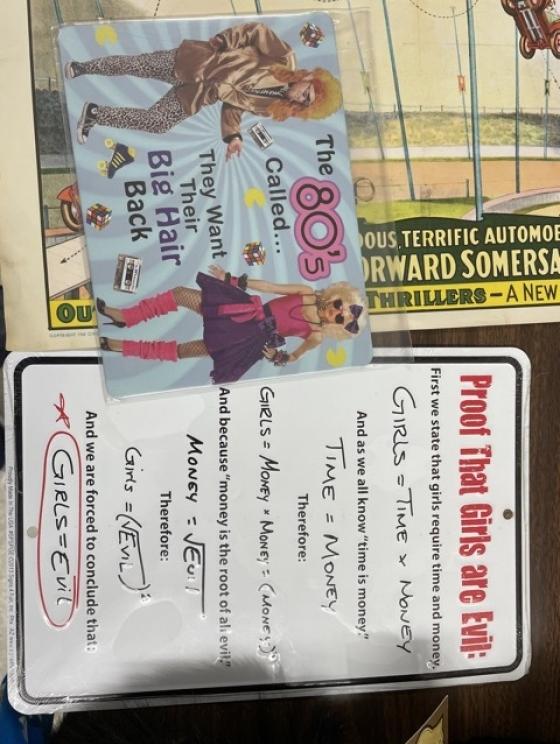 The
80's
Called...
They Want
Their
Big Hair
Back
DOUS, TERRIFIC AUTOMOB
ORWARD SOMERSA
THRILLERS – A NEW
OU
Proof That Girls are Evil:
First we state that girls require time and money.
GIRLS = TIME × MONEY
And as we all know "time is money."
TIME = MONEY
Therefore:
GIRLS = MONEY × MONEY = (MONEY)²
And because "money is the root of all evil,"
MONEY = √EVIL
Therefore:
Girls = (√EVIL)²
And we are forced to conclude that:
GIRLS = EVIL